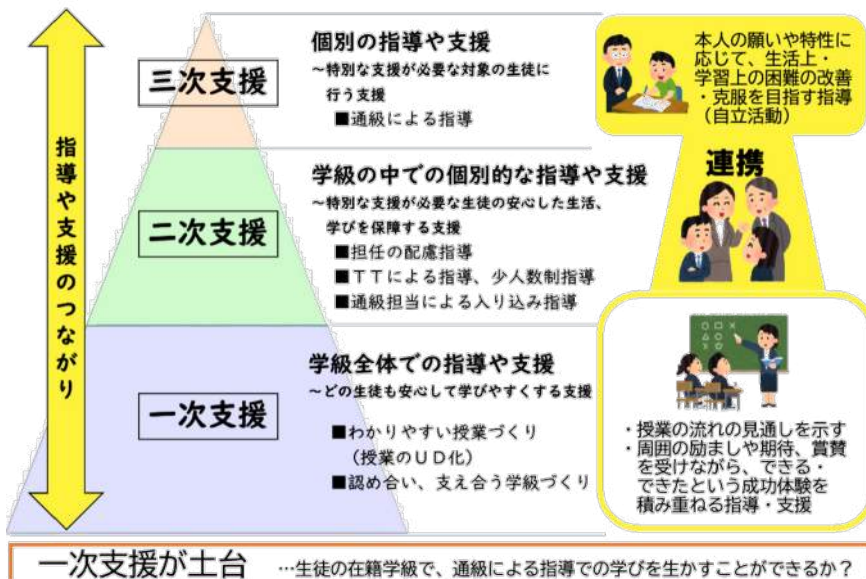 指導や支援のつながり
三次支援
個別の指導や支援
～特別な支援が必要な対象の生徒に
行う支援
■通級による指導
二次支援
学級の中での個別的な指導や支援
～特別な支援が必要な生徒の安心した生活、
学びを保障する支援
■担任の配慮指導
■ＴＴによる指導、少人数制指導
■通級担当による入り込み指導
一次支援
学級全体での指導や支援
～どの生徒も安心して学びやすくする支援
■わかりやすい授業づくり
（授業のＵＤ化）
■認め合い、支え合う学級づくり
本人の願いや特性に
応じて、生活上・
学習上の困難の改善
・克服を目指す指導
（自立活動）
連携
・授業の流れの見通しを示す
・周囲の励ましや期待、賞賛
を受けながら、できる・
できたという成功体験を
積み重ねる指導・支援
一次支援が土台 …生徒の在籍学級で、通級による指導での学びを生かすことができるか？